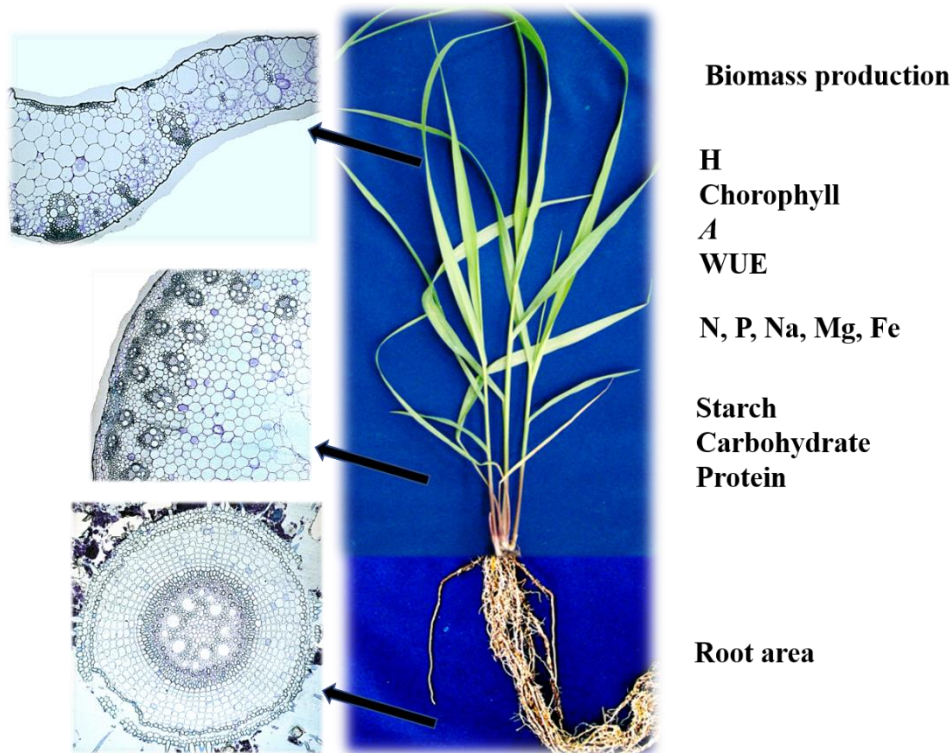 Biomass production
H
Chorophyll
A
WUE
N, P, Na, Mg, Fe
Starch
Carbohydrate
Protein
Root area